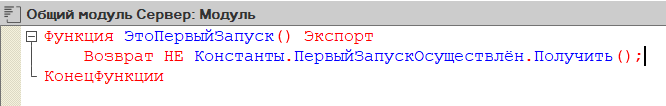 Общий модуль Сервер: Модуль
Функция ЭтоПервыйЗапуск() Экспорт
Возврат НЕ Константы.ПервыйЗапускОсуществлён.Получить();
КонецФункции